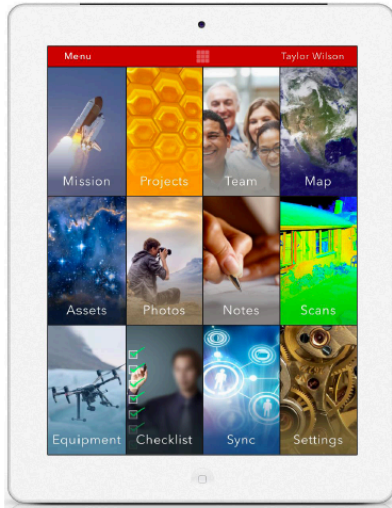 Menu Taylor Wilson
Mission Projects Team Map
Assets Photos Notes Scans
Equipment Checklist Sync Settings